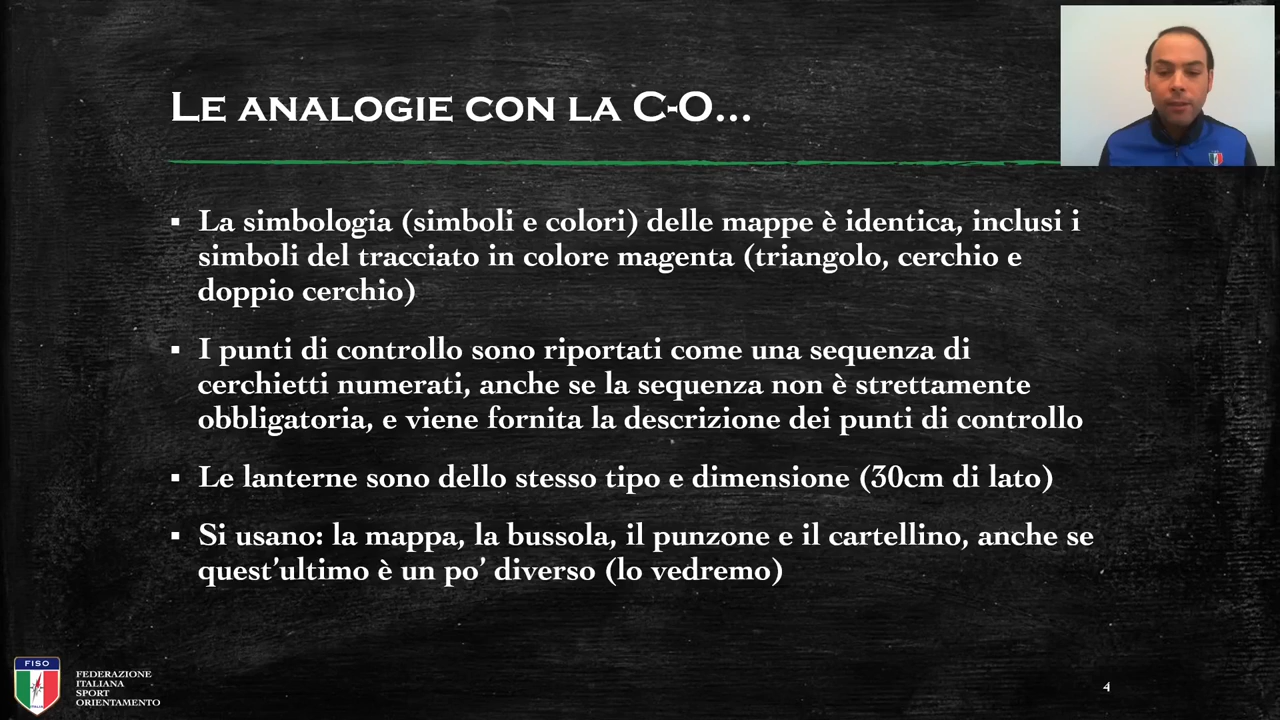 Le analogie con la C-O...
▪ La simbologia (simboli e colori) delle mappe è identica, inclusi i
simboli del tracciato in colore magenta (triangolo, cerchio e
doppio cerchio)
▪ I punti di controllo sono riportati come una sequenza di
cerchietti numerati, anche se la sequenza non è strettamente
obbligatoria, e viene fornita la descrizione dei punti di controllo
▪ Le lanterne sono dello stesso tipo e dimensione (30cm di lato)
▪ Si usano: la mappa, la bussola, il punzone e il cartellino, anche se
quest’ultimo è un po’ diverso (lo vedremo)
FISO
ITALIA
FEDERAZIONE
ITALIANA
SPORT
ORIENTAMENTO
4